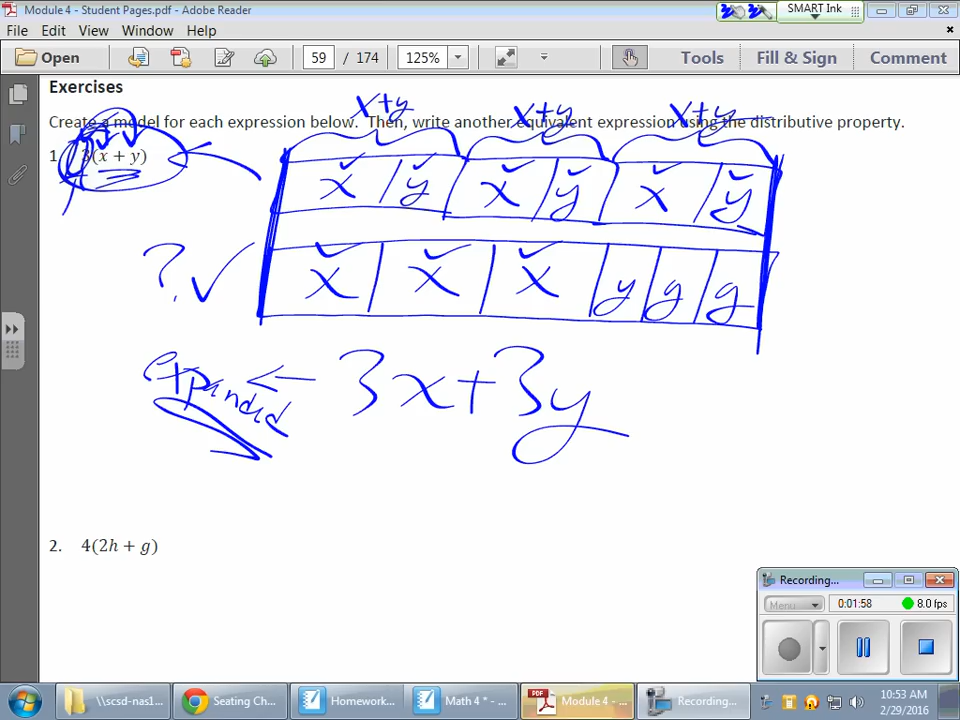 Module 4 - Student Pages.pdf - Adobe Reader
SMART Ink
File Edit View Window Help
Open 59 / 174 125% Tools Fill & Sign Comment
Exercises
Create a model for each expression below. Then, write another equivalent expression using the distributive property.
x+y x+y x+y
1. 3(x + y)
x y x y x y
?
x x x y y y
expanded ← 3x+3y
2. 4(2h + g)
Recording...
Menu 0:01:58 8.0 fps
\\scsd-nas1... Seating Ch... Homework... Math 4 * - ... Module 4 - ... Recording...
10:53 AM
2/29/2016